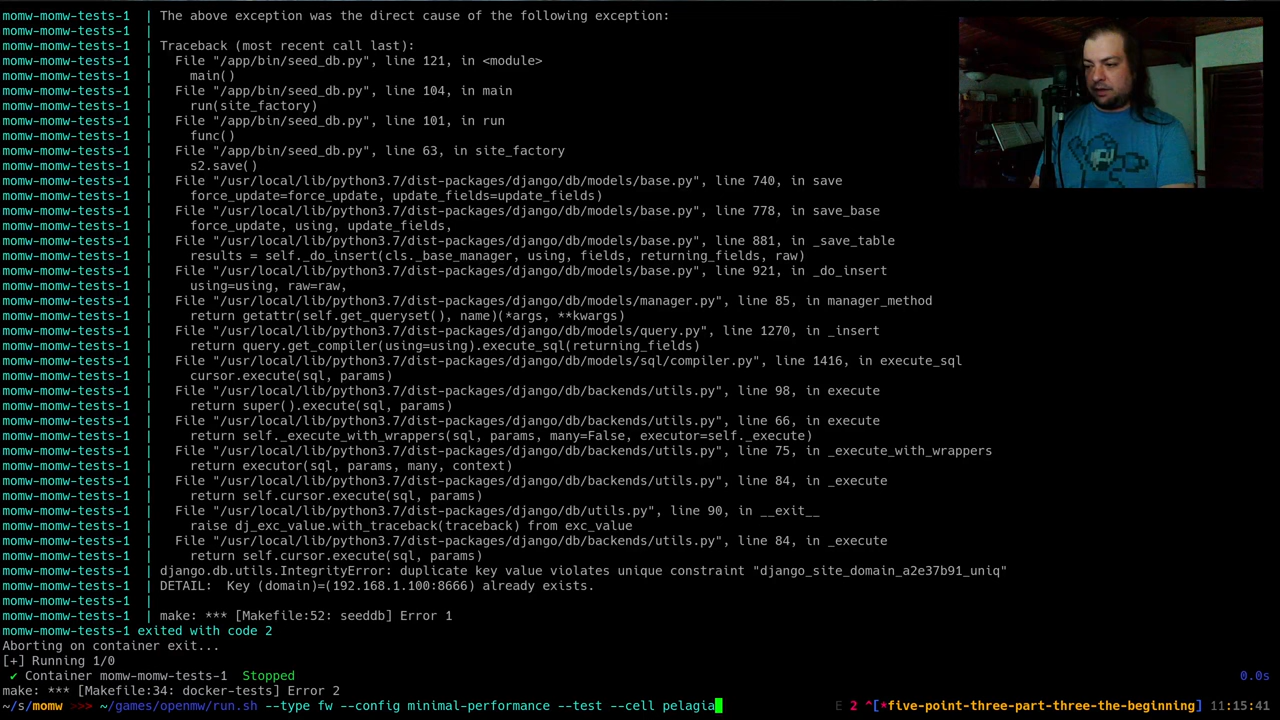 momw-momw-tests-1  | The above exception was the direct cause of the following exception:
momw-momw-tests-1  |
momw-momw-tests-1  | Traceback (most recent call last):
momw-momw-tests-1  |   File "/app/bin/seed_db.py", line 121, in <module>
momw-momw-tests-1  |     main()
momw-momw-tests-1  |   File "/app/bin/seed_db.py", line 104, in main
momw-momw-tests-1  |     run(site_factory)
momw-momw-tests-1  |   File "/app/bin/seed_db.py", line 101, in run
momw-momw-tests-1  |     func()
momw-momw-tests-1  |   File "/app/bin/seed_db.py", line 63, in site_factory
momw-momw-tests-1  |     s2.save()
momw-momw-tests-1  |   File "/usr/local/lib/python3.7/dist-packages/django/db/models/base.py", line 740, in save
momw-momw-tests-1  |     force_update=force_update, update_fields=update_fields)
momw-momw-tests-1  |   File "/usr/local/lib/python3.7/dist-packages/django/db/models/base.py", line 778, in save_base
momw-momw-tests-1  |     force_update, using, update_fields,
momw-momw-tests-1  |   File "/usr/local/lib/python3.7/dist-packages/django/db/models/base.py", line 881, in _save_table
momw-momw-tests-1  |     results = self._do_insert(cls._base_manager, using, fields, returning_fields, raw)
momw-momw-tests-1  |   File "/usr/local/lib/python3.7/dist-packages/django/db/models/base.py", line 921, in _do_insert
momw-momw-tests-1  |     using=using, raw=raw,
momw-momw-tests-1  |   File "/usr/local/lib/python3.7/dist-packages/django/db/models/manager.py", line 85, in manager_method
momw-momw-tests-1  |     return getattr(self.get_queryset(), name)(*args, **kwargs)
momw-momw-tests-1  |   File "/usr/local/lib/python3.7/dist-packages/django/db/models/query.py", line 1270, in _insert
momw-momw-tests-1  |     return query.get_compiler(using=using).execute_sql(returning_fields)
momw-momw-tests-1  |   File "/usr/local/lib/python3.7/dist-packages/django/db/models/sql/compiler.py", line 1416, in execute_sql
momw-momw-tests-1  |     cursor.execute(sql, params)
momw-momw-tests-1  |   File "/usr/local/lib/python3.7/dist-packages/django/db/backends/utils.py", line 98, in execute
momw-momw-tests-1  |     return super().execute(sql, params)
momw-momw-tests-1  |   File "/usr/local/lib/python3.7/dist-packages/django/db/backends/utils.py", line 66, in execute
momw-momw-tests-1  |     return self._execute_with_wrappers(sql, params, many=False, executor=self._execute)
momw-momw-tests-1  |   File "/usr/local/lib/python3.7/dist-packages/django/db/backends/utils.py", line 75, in _execute_with_wrappers
momw-momw-tests-1  |     return executor(sql, params, many, context)
momw-momw-tests-1  |   File "/usr/local/lib/python3.7/dist-packages/django/db/backends/utils.py", line 84, in _execute
momw-momw-tests-1  |     return self.cursor.execute(sql, params)
momw-momw-tests-1  |   File "/usr/local/lib/python3.7/dist-packages/django/db/utils.py", line 90, in __exit__
momw-momw-tests-1  |     raise dj_exc_value.with_traceback(traceback) from exc_value
momw-momw-tests-1  |   File "/usr/local/lib/python3.7/dist-packages/django/db/backends/utils.py", line 84, in _execute
momw-momw-tests-1  |     return self.cursor.execute(sql, params)
momw-momw-tests-1  | django.db.utils.IntegrityError: duplicate key value violates unique constraint "django_site_domain_a2e37b91_uniq"
momw-momw-tests-1  | DETAIL:  Key (domain)=(192.168.1.100:8666) already exists.
momw-momw-tests-1  |
momw-momw-tests-1  | make: *** [Makefile:52: seeddb] Error 1
momw-momw-tests-1 exited with code 2
Aborting on container exit...
[+] Running 1/0
 ✔ Container momw-momw-tests-1  Stopped 0.0s
make: *** [Makefile:34: docker-tests] Error 2
~/s/momw >>> ~/games/openmw/run.sh --type fw --config minimal-performance --test --cell pelagia E 2 ^[*five-point-three-part-three-the-beginning] 11:15:41